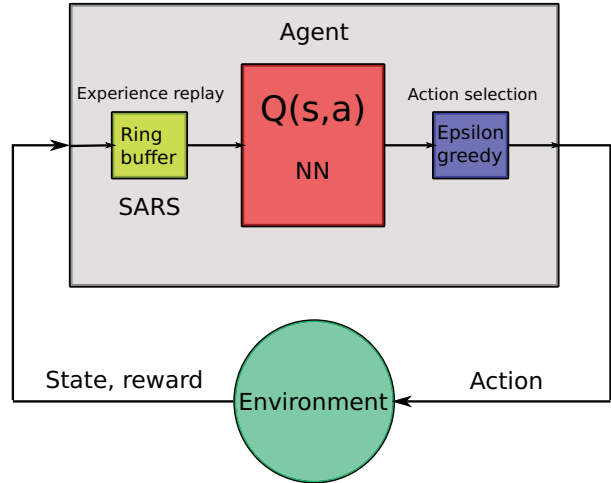 Agent
Experience replay
Action selection
Q(s,a)
NN
Ring
buffer
Epsilon
greedy
SARS
State, reward
Environment
Action